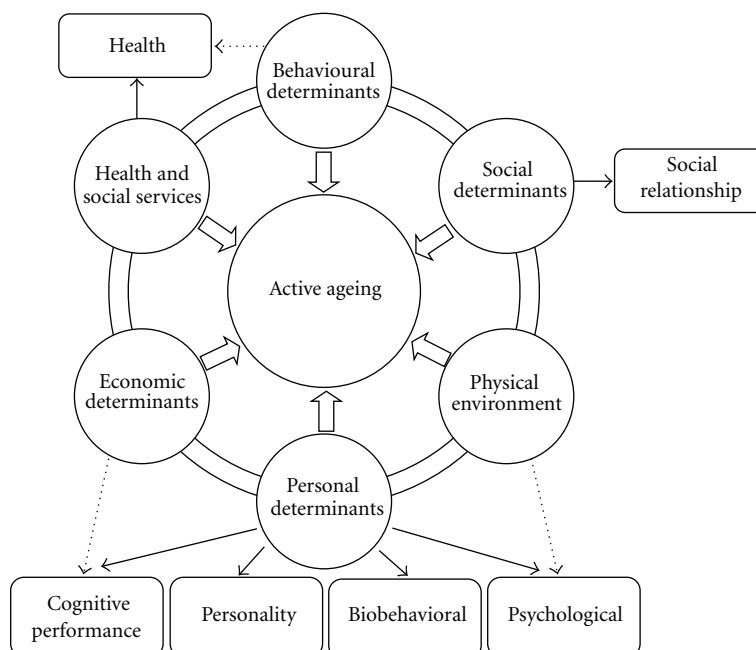 Health
Behavioural
determinants
Health and
social services
Social
determinants
Social
relationship
Active ageing
Economic
determinants
Physical
environment
Personal
determinants
Cognitive
performance
Personality
Biobehavioral
Psychological